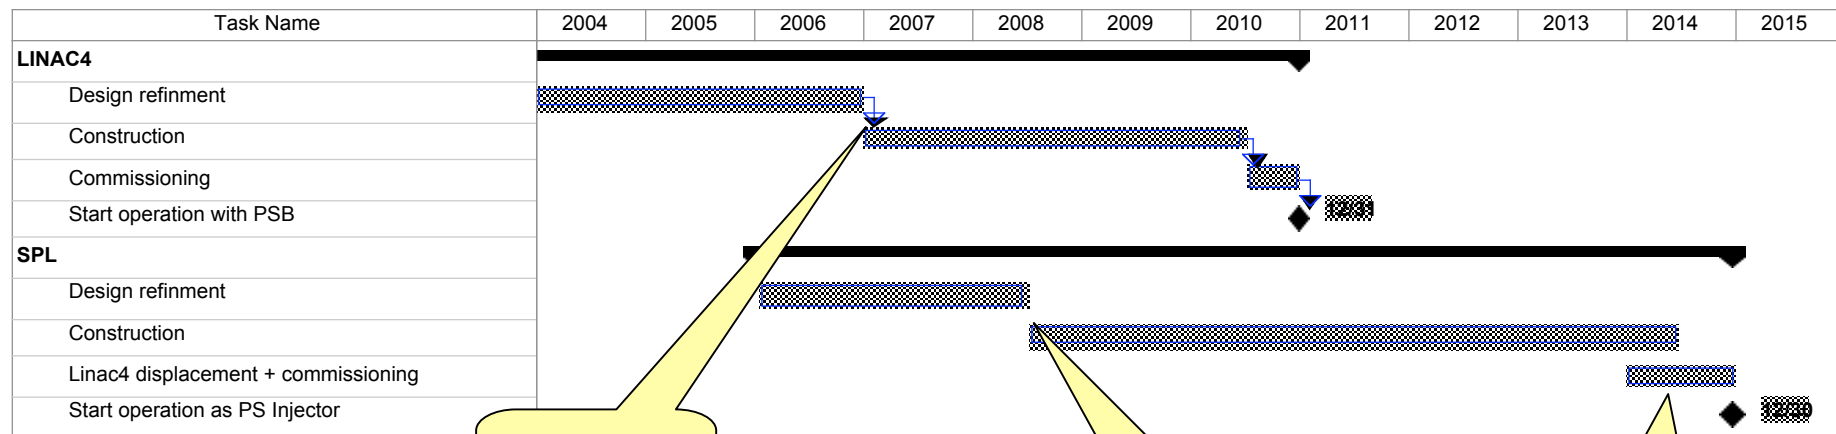 Task Name 2004 2005 2006 2007 2008 2009 2010 2011 2012 2013 2014 2015
LINAC4
Design refinment
Construction
Commissioning
Start operation with PSB 12/31
SPL
Design refinment
Construction
Linac4 displacement + commissioning
Start operation as PS Injector 12/30